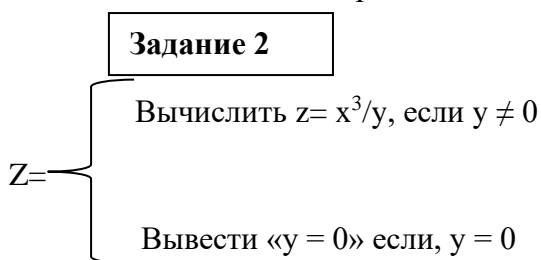 Задание 2
Вычислить z= x³/y, если y ≠ 0
Z=
Вывести «y = 0» если, y = 0